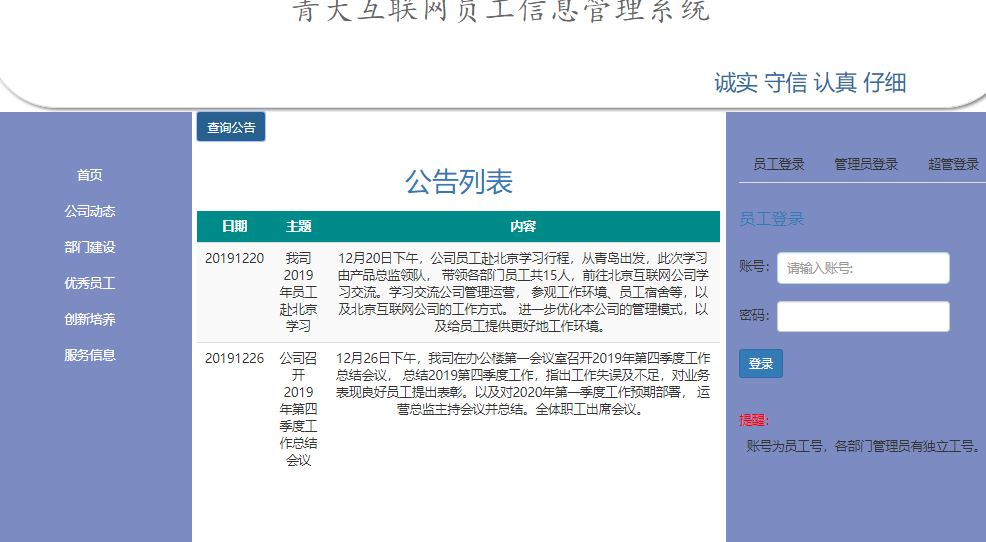 青大互联网员工信息管理系统
诚实 守信 认真 仔细
首页
公司动态
部门建设
优秀员工
创新培养
服务信息
查询公告
公告列表
日期 主题 内容
20191220
我司
2019
年员工
赴北京
学习
12月20日下午，公司员工赴北京学习行程，从青岛出发，此次学习
由产品总监领队， 带领各部门员工共15人，前往北京互联网公司学
习交流。学习交流公司管理运营， 参观工作环境、员工宿舍等，以
及北京互联网公司的工作方式。 进一步优化本公司的管理模式，以
及给员工提供更好地工作环境。
20191226
公司召
开
2019
年第四
季度工
作总结
会议
12月26日下午，我司在办公楼第一会议室召开2019年第四季度工作
总结会议， 总结2019第四季度工作，指出工作失误及不足，对业务
表现良好员工提出表彰。以及对2020年第一季度工作预期部署， 运
营总监主持会议并总结。全体职工出席会议。
员工登录 管理员登录 超管登录
员工登录
账号： 请输入账号:
密码：
登录
提醒：
账号为员工号，各部门管理员有独立工号。